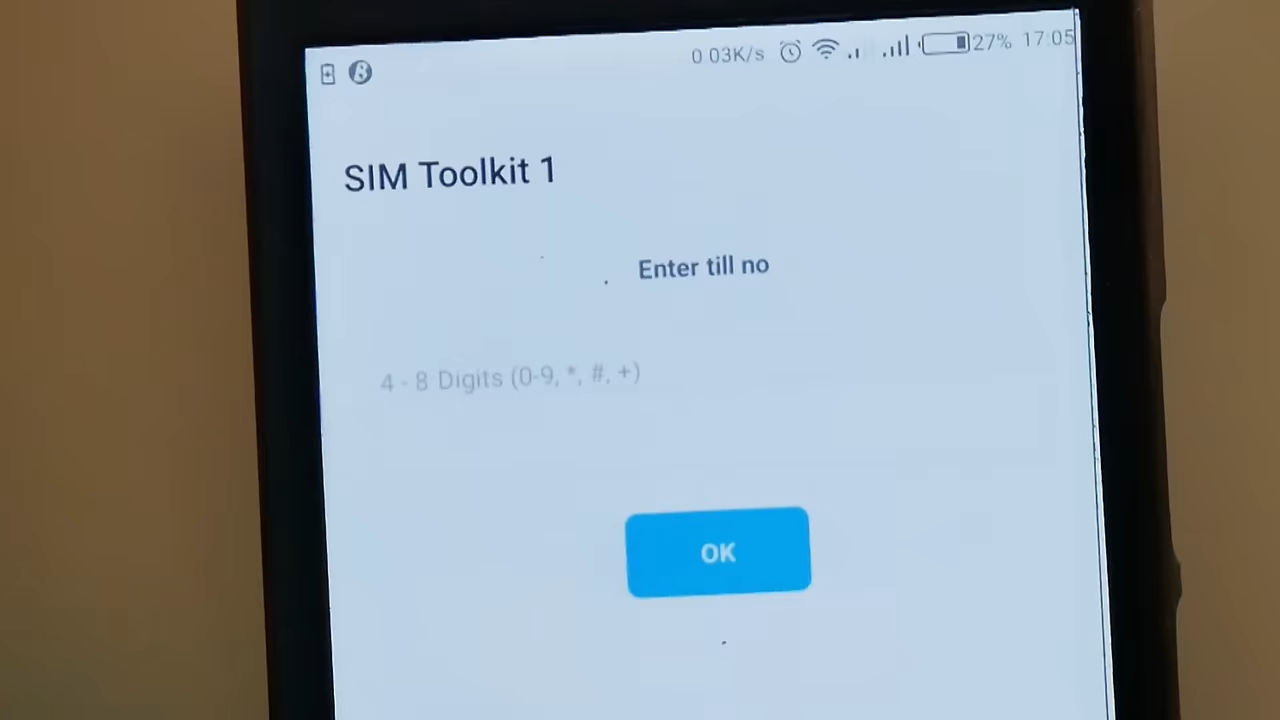 0.03K/s 27% 17:05
SIM Toolkit 1
Enter till no
4 - 8 Digits (0-9, *, #, +)
OK